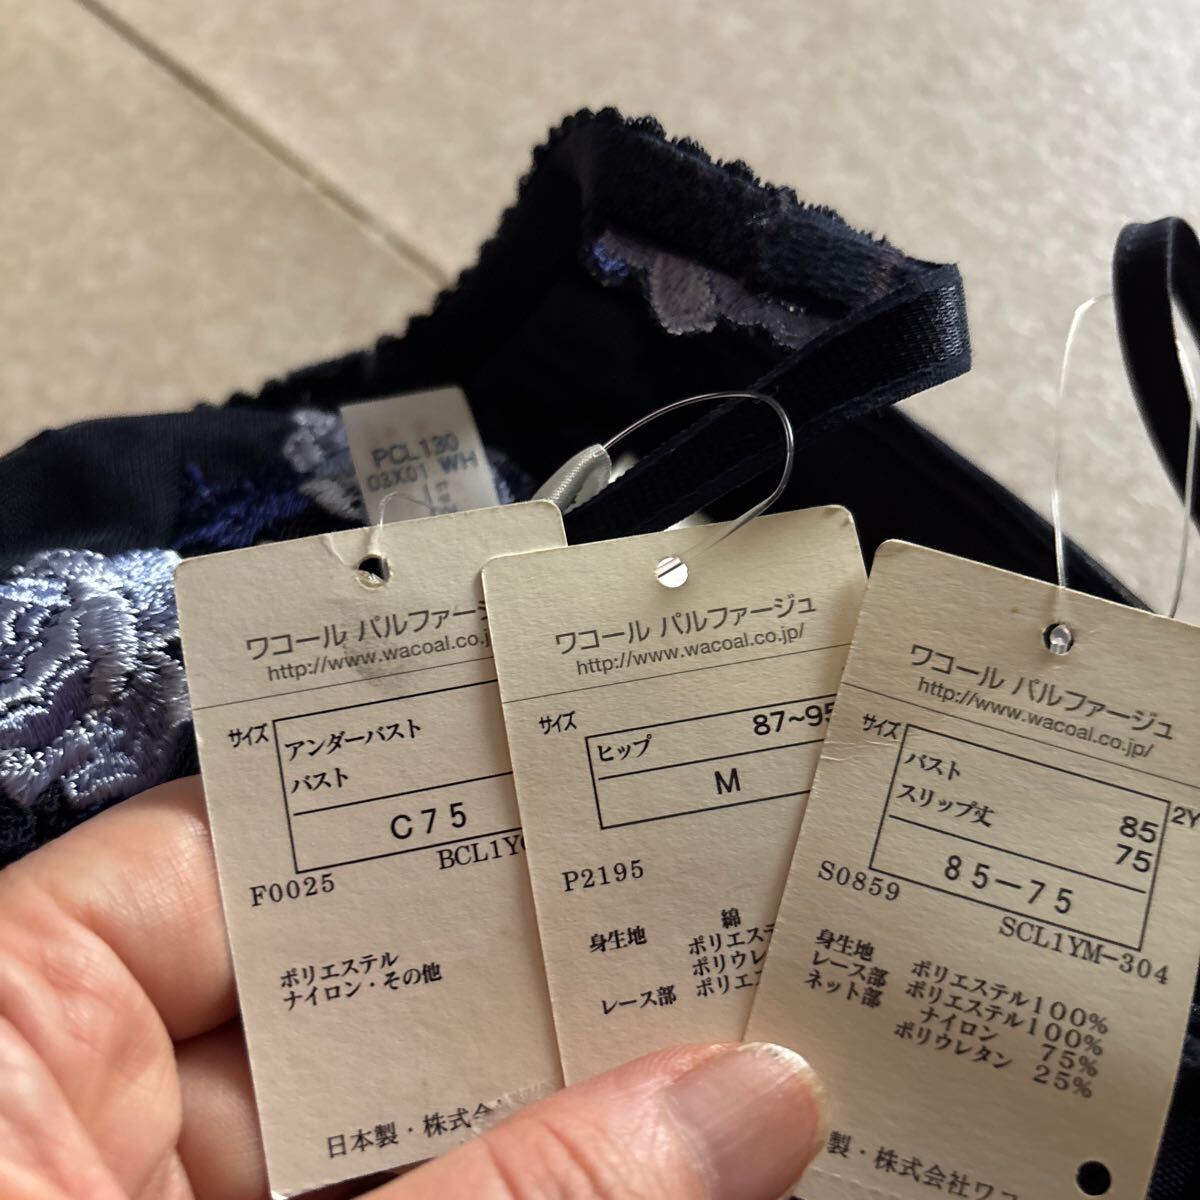 PCL130
03X01 WH
ワコール パルファージュ
http://www.wacoal.co.j
サイズ
アンダーバスト
バスト
C75
BCL1Y
F0025
ポリエステル
ナイロン・その他
日本製・株式会
ワコール パルファージュ
http://www.wacoal.co.jp/
サイズ
ヒップ 87~95
M
P2195
身生地 綿
ポリエステ
ポリウレ
レース部 ポリエ
ワコール パルファージュ
http://www.wacoal.co.jp/
サイズ
バスト 85
スリップ丈 75
85-75
2Y
S0859
SCL1YM-304
身生地 ポリエステル100%
レース部 ポリエステル100%
ネット部 ナイロン 75%
ポリウレタン 25%
製・株式会社ワコ